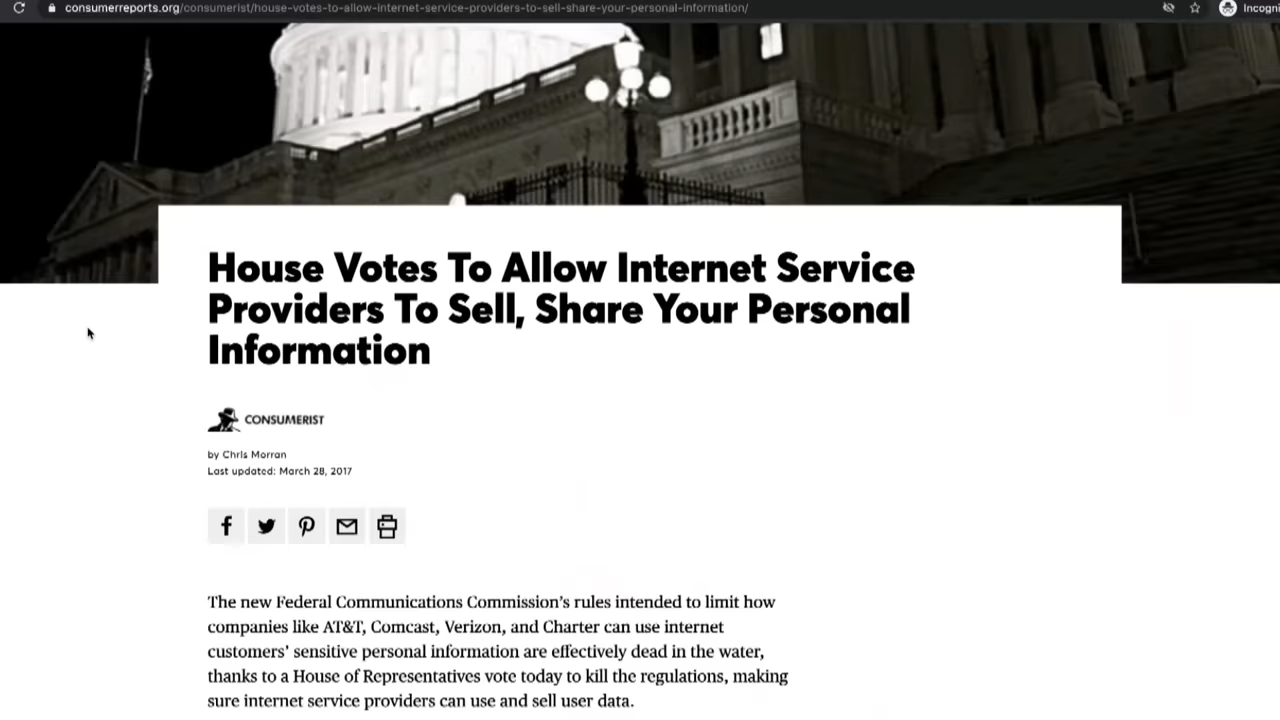 consumerreports.org/consumerist/house-votes-to-allow-internet-service-providers-to-sell-share-your-personal-information/
Incogni
House Votes To Allow Internet Service
Providers To Sell, Share Your Personal
Information
CONSUMERIST
by Chris Morran
Last updated: March 28, 2017
The new Federal Communications Commission's rules intended to limit how
companies like AT&T, Comcast, Verizon, and Charter can use internet
customers' sensitive personal information are effectively dead in the water,
thanks to a House of Representatives vote today to kill the regulations, making
sure internet service providers can use and sell user data.